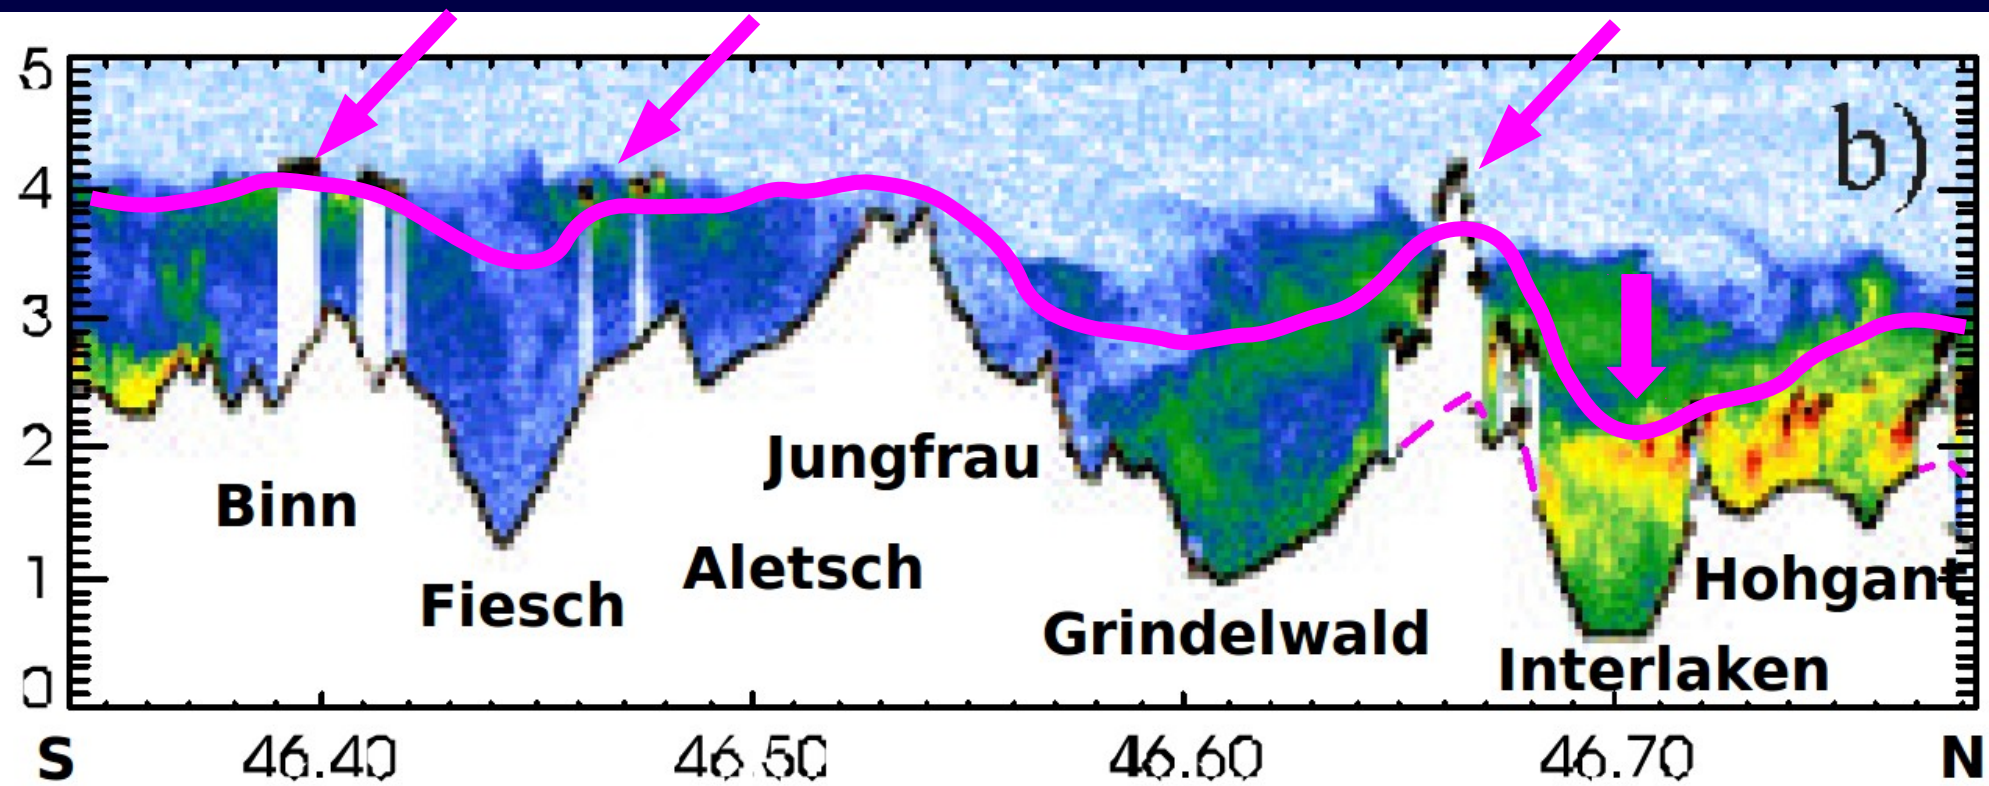 5
b)
4
3
2
Jungfrau
Binn
Aletsch
1
Fiesch
Hohgant
Grindelwald
Interlaken
0
S 46.40 46.50 46.60 46.70 N